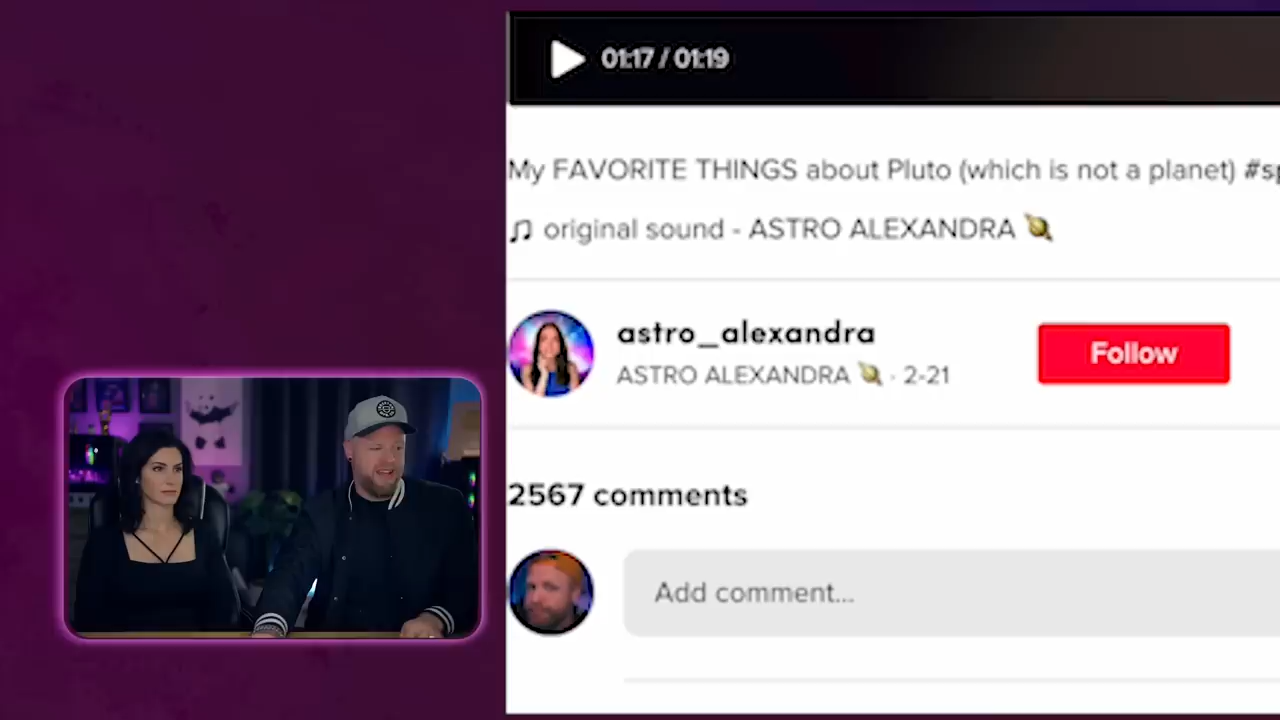 01:17 / 01:19
My FAVORITE THINGS about Pluto (which is not a planet) #sp
original sound - ASTRO ALEXANDRA
astro_alexandra
ASTRO ALEXANDRA · 2-21
Follow
2567 comments
Add comment...